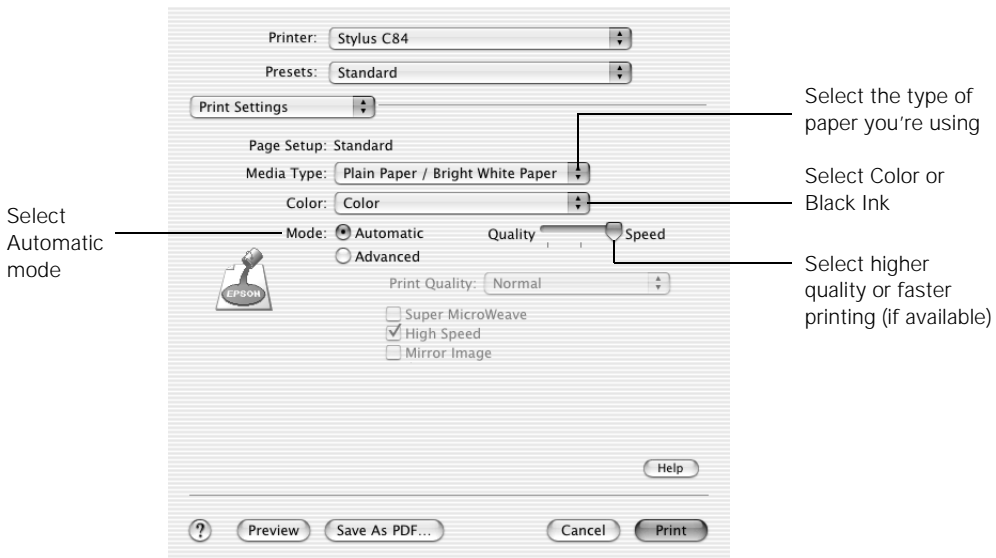 Printer: Stylus C84
Presets: Standard
Print Settings
Select the type of
paper you're using
Page Setup: Standard
Media Type: Plain Paper / Bright White Paper
Select Color or
Black Ink
Color: Color
Select
Automatic
mode
Mode: Automatic Quality Speed
Advanced
Select higher
quality or faster
printing (if available)
Print Quality: Normal
EPSON
Super MicroWeave
High Speed
Mirror Image
Help
? Preview Save As PDF... Cancel Print